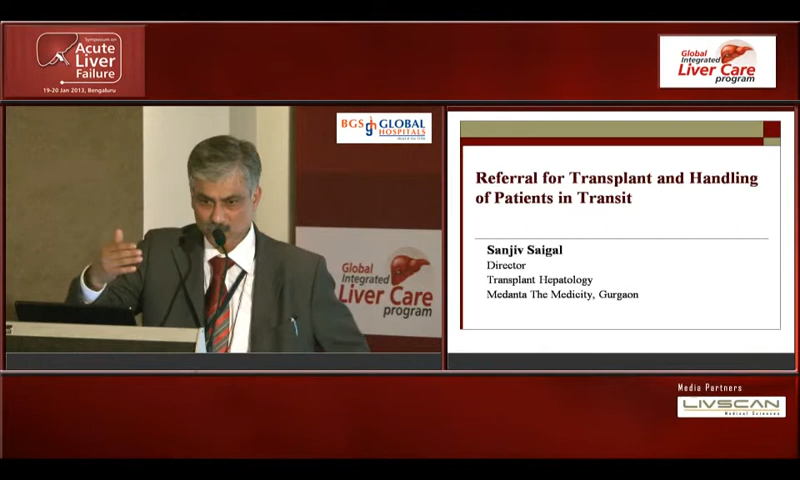 Symposium on
Acute
Liver
Failure
19-20 Jan 2013, Bengaluru
Global
Integrated
Liver Care
program
BGS GLOBAL
HOSPITALS
Global
Integrated
Liver Care
program
Referral for Transplant and Handling
of Patients in Transit
Sanjiv Saigal
Director
Transplant Hepatology
Medanta The Medicity, Gurgaon
Media Partners
LIVSCAN
Medical Sciences